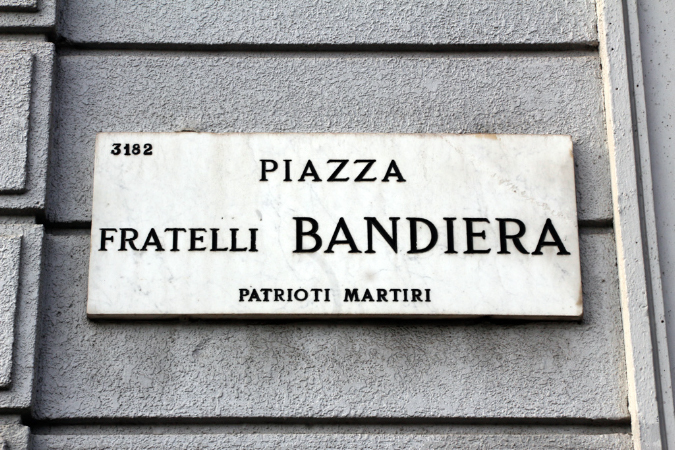 3182
PIAZZA
FRATELLI BANDIERA
PATRIOTI MARTIRI